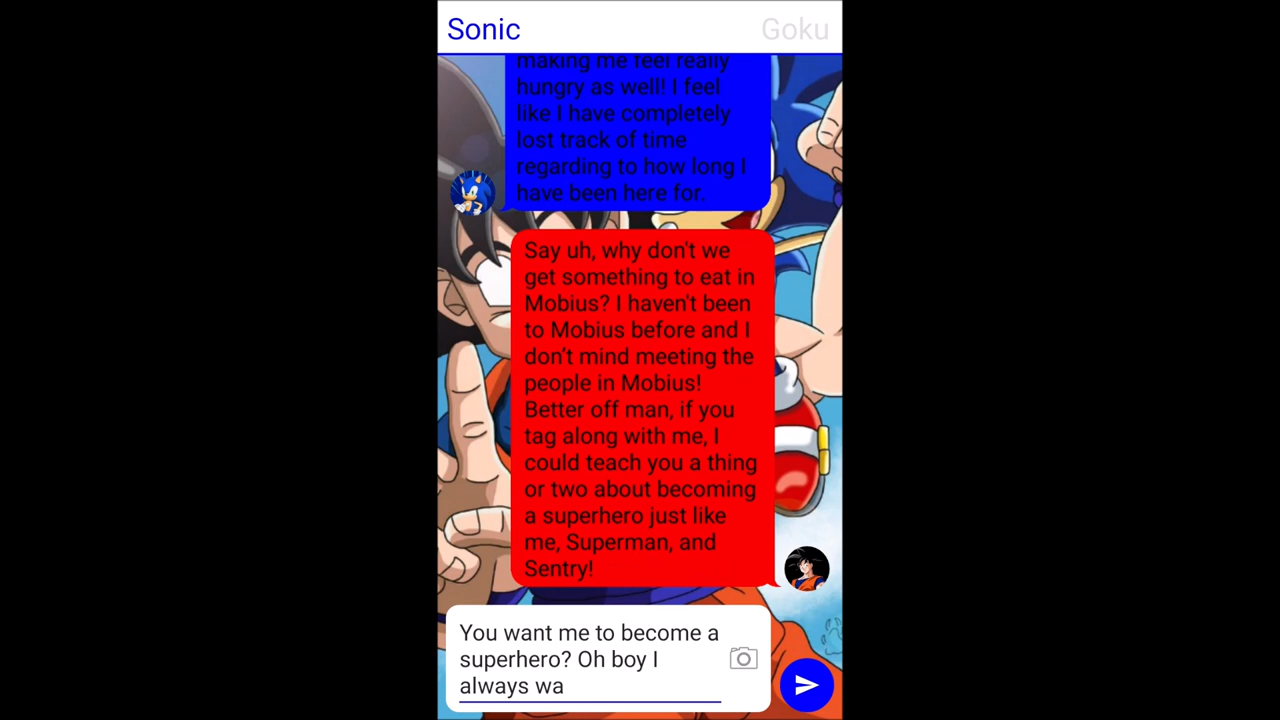 Sonic
Goku
making me feel really
hungry as well! I feel
like I have completely
lost track of time
regarding to how long I
have been here for.
Say uh, why don't we
get something to eat in
Mobius? I haven't been
to Mobius before and I
don't mind meeting the
people in Mobius!
Better off man, if you
tag along with me, I
could teach you a thing
or two about becoming
a superhero just like
me, Superman, and
Sentry!
You want me to become a
superhero? Oh boy I
always wa